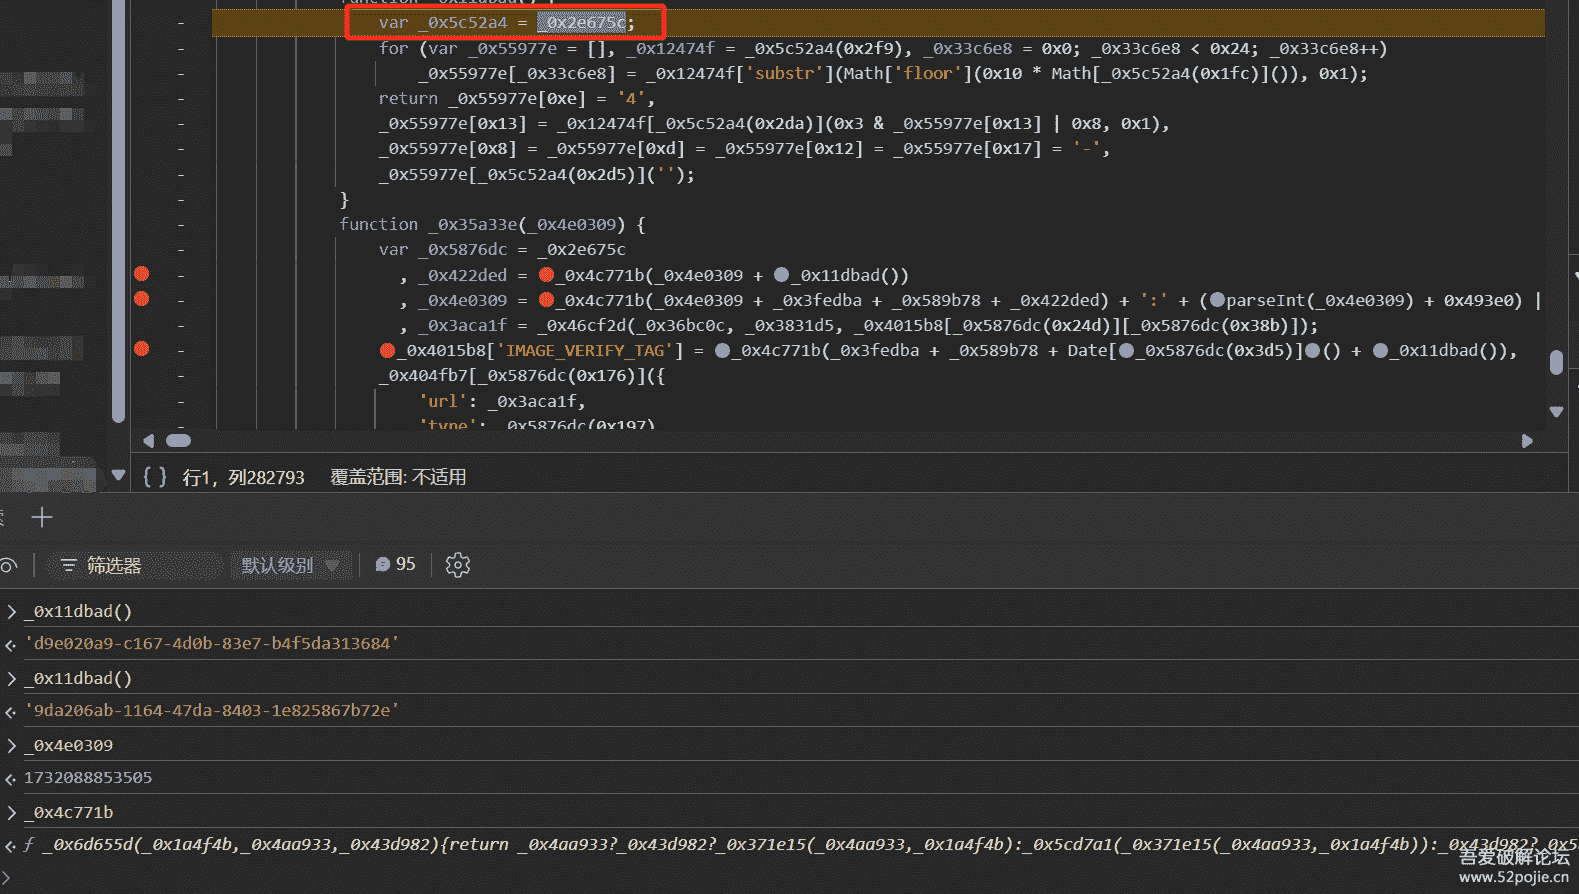 var _0x5c52a4 = _0x2e675c;
for (var _0x55977e = [], _0x12474f = _0x5c52a4(0x2f9), _0x33c6e8 = 0x0; _0x33c6e8 < 0x24; _0x33c6e8++)
_0x55977e[_0x33c6e8] = _0x12474f['substr'](Math['floor'](0x10 * Math[_0x5c52a4(0x1fc)]()), 0x1);
return _0x55977e[0xe] = '4',
_0x55977e[0x13] = _0x12474f[_0x5c52a4(0x2da)](0x3 & _0x55977e[0x13] | 0x8, 0x1),
_0x55977e[0x8] = _0x55977e[0xd] = _0x55977e[0x12] = _0x55977e[0x17] = '-',
_0x55977e[_0x5c52a4(0x2d5)]('');
}
function _0x35a33e(_0x4e0309) {
var _0x5876dc = _0x2e675c
, _0x422ded = _0x4c771b(_0x4e0309 + _0x11dbad())
, _0x4e0309 = _0x4c771b(_0x4e0309 + _0x3fedba + _0x589b78 + _0x422ded) + ':' + (parseInt(_0x4e0309) + 0x493e0) |
, _0x3aca1f = _0x46cf2d(_0x36bc0c, _0x3831d5, _0x4015b8[_0x5876dc(0x24d)][_0x5876dc(0x38b)]);
_0x4015b8['IMAGE_VERIFY_TAG'] = _0x4c771b(_0x3fedba + _0x589b78 + Date[_0x5876dc(0x3d5)]() + _0x11dbad()),
_0x404fb7[_0x5876dc(0x176)]({
'url': _0x3aca1f,
'type': _0x5876dc(0x197)
{ } 行1，列282793 覆盖范围: 不适用
筛选器 默认级别 95
> _0x11dbad()
'd9e020a9-c167-4d0b-83e7-b4f5da313684'
> _0x11dbad()
'9da206ab-1164-47da-8403-1e825867b72e'
> _0x4e0309
1732088853505
> _0x4c771b
ƒ _0x6d655d(_0x1a4f4b,_0x4aa933,_0x43d982){return _0x4aa933?_0x43d982?_0x371e15(_0x4aa933,_0x1a4f4b):_0x5cd7a1(_0x371e15(_0x4aa933,_0x1a4f4b)):_0x43d982?
吾爱破解论坛
www.52pojie.cn